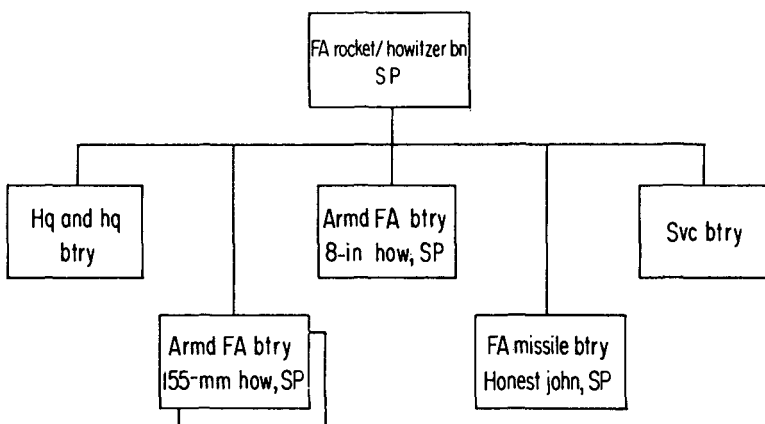 FA rocket/howitzer bn
SP
Hq and hq
btry
Armd FA btry
8-in how, SP
Svc btry
Armd FA btry
155-mm how, SP
FA missile btry
Honest john, SP